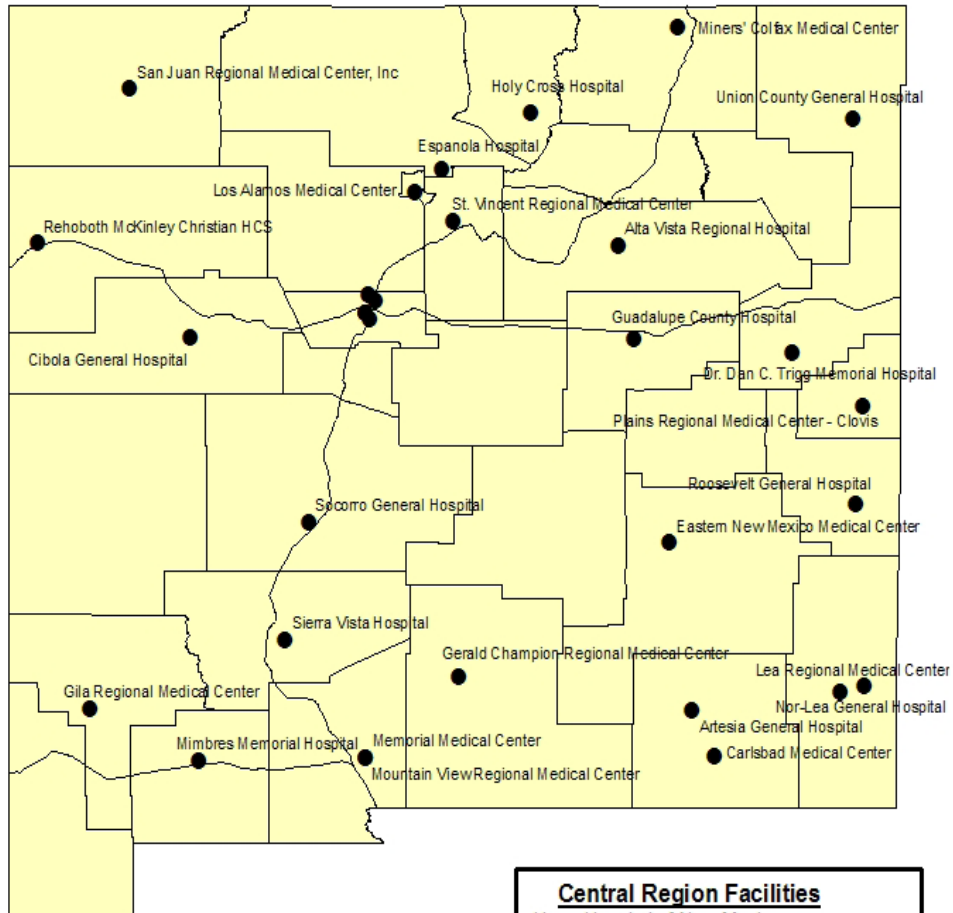 Miners' Colfax Medical Center
San Juan Regional Medical Center, Inc
Holy Cross Hospital
Union County General Hospital
Espanola Hospital
Los Alamos Medical Center
St. Vincent Regional Medical Center
Rehoboth McKinley Christian HCS
Alta Vista Regional Hospital
Guadalupe County Hospital
Cibola General Hospital
Dr. Dan C. Trigg Memorial Hospital
Plains Regional Medical Center - Clovis
Roosevelt General Hospital
Socorro General Hospital
Eastern New Mexico Medical Center
Sierra Vista Hospital
Gerald Champion Regional Medical Center
Lea Regional Medical Center
Gila Regional Medical Center
Nor-Lea General Hospital
Artesia General Hospital
Mimbres Memorial Hospital
Memorial Medical Center
Carlsbad Medical Center
Mountain View Regional Medical Center
Central Region Facilities